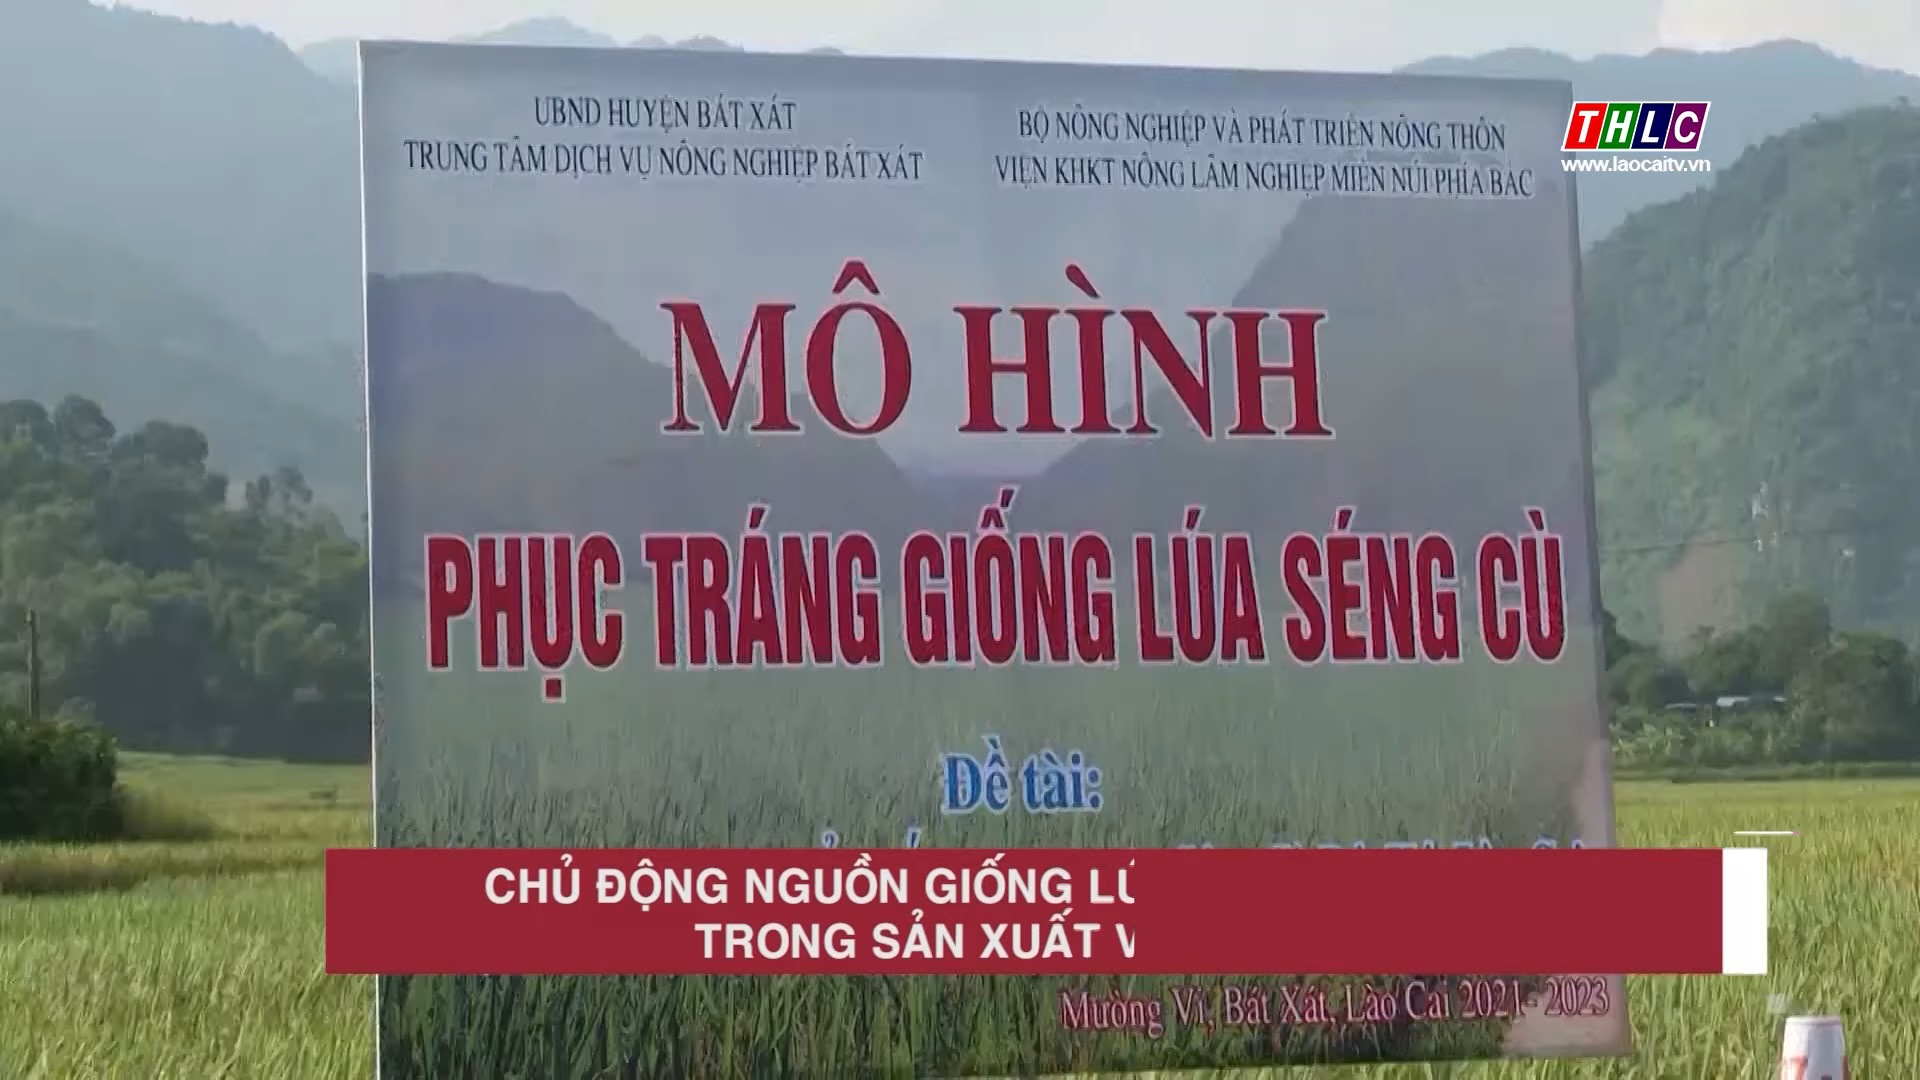 UBND HUYỆN BÁT XÁT
TRUNG TÂM DỊCH VỤ NÔNG NGHIỆP BÁT XÁT
BỘ NÔNG NGHIỆP VÀ PHÁT TRIỂN NÔNG THÔN
VIỆN KHKT NÔNG LÂM NGHIỆP MIỀN NÚI PHÍA BẮC
THLC
www.laocaitv.vn
MÔ HÌNH
PHỤC TRÁNG GIỐNG LÚA SÉNG CÙ
Đề tài:
CHỦ ĐỘNG NGUỒN GIỐNG
TRONG SẢN XUẤT
Mường Vi, Bát Xát, Lào Cai 2021- 2023